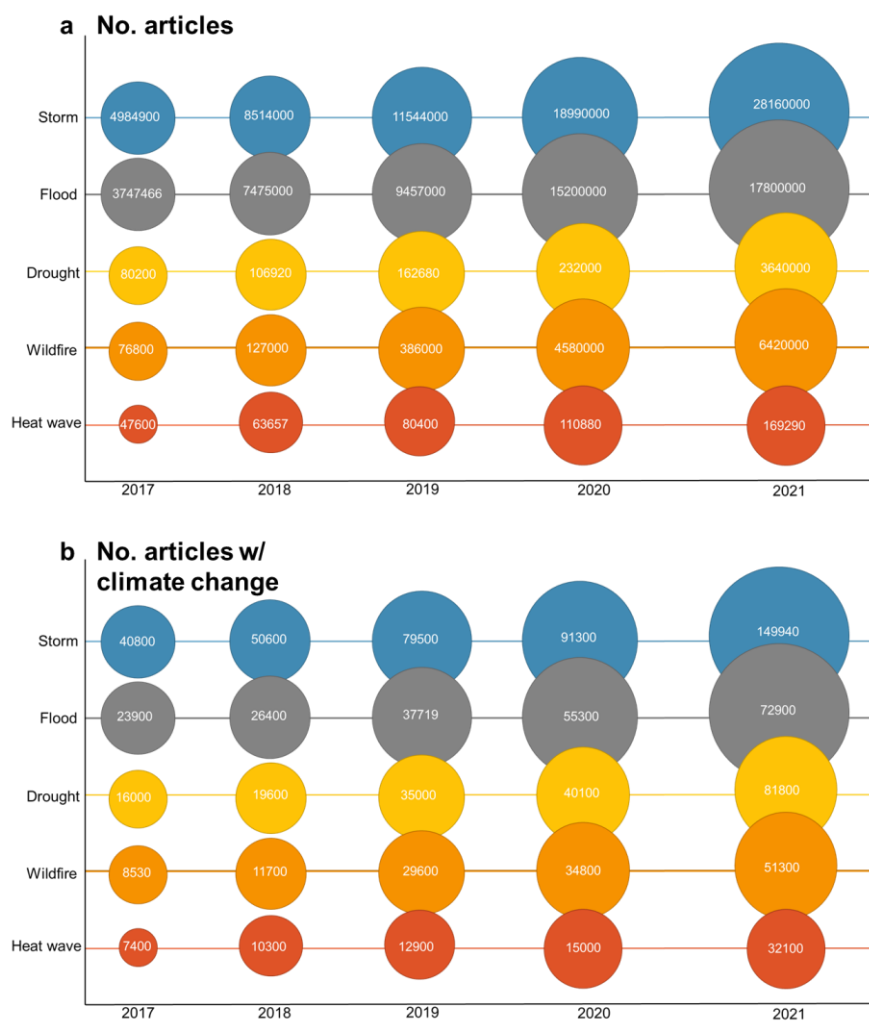 a No. articles
Storm 4984900 8514000 11544000 18990000 28160000
Flood 3747466 7475000 9457000 15200000 17800000
Drought 80200 106920 162680 232000 3640000
Wildfire 76800 127000 386000 4580000 6420000
Heat wave 47600 63657 80400 110880 169290
2017 2018 2019 2020 2021
b No. articles w/
climate change
Storm 40800 50600 79500 91300 149940
Flood 23900 26400 37719 55300 72900
Drought 16000 19600 35000 40100 81800
Wildfire 8530 11700 29600 34800 51300
Heat wave 7400 10300 12900 15000 32100
2017 2018 2019 2020 2021